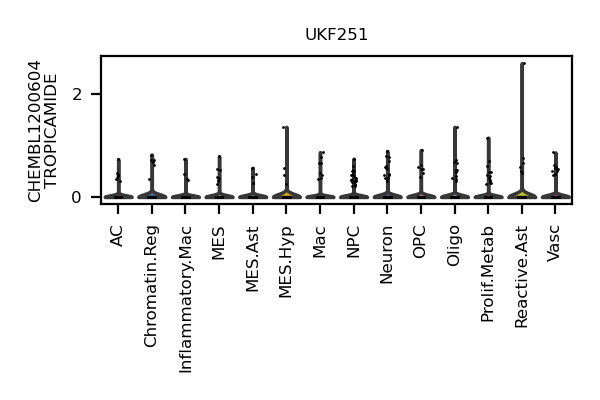 UKF251
CHEMBL1200604
TROPICAMIDE
2
0
AC
Chromatin.Reg
Inflammatory.Mac
MES
MES.Ast
MES.Hyp
Mac
NPC
Neuron
OPC
Oligo
Prolif.Metab
Reactive.Ast
Vasc